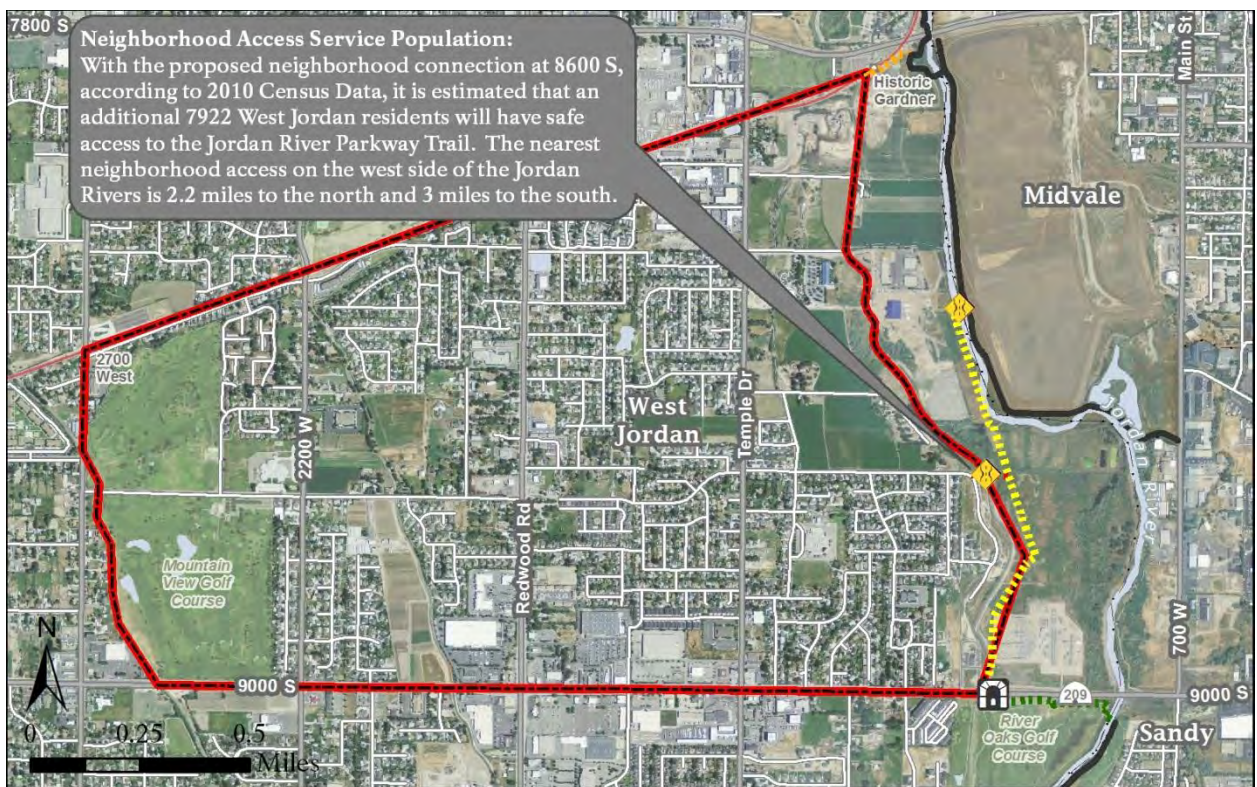 7800 S
Neighborhood Access Service Population:
With the proposed neighborhood connection at 8600 S,
according to 2010 Census Data, it is estimated that an
additional 7922 West Jordan residents will have safe
access to the Jordan River Parkway Trail. The nearest
neighborhood access on the west side of the Jordan
Rivers is 2.2 miles to the north and 3 miles to the south.
Main St
Historic
Gardner
Midvale
2700
West
2200 W
West
Jordan
Temple Dr
Redwood Rd
Jordan River
Mountain
View Golf
Course
700 W
N
9000 S
209
9000 S
River
Oaks Golf
Course
Sandy
0 0.25 0.5
Miles